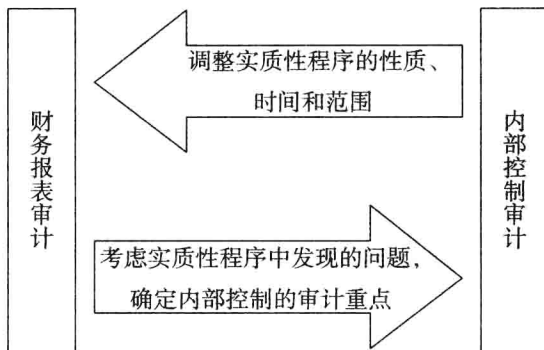 财务报表审计
调整实质性程序的性质、
时间和范围
考虑实质性程序中发现的问题，
确定内部控制的审计重点
内部控制审计